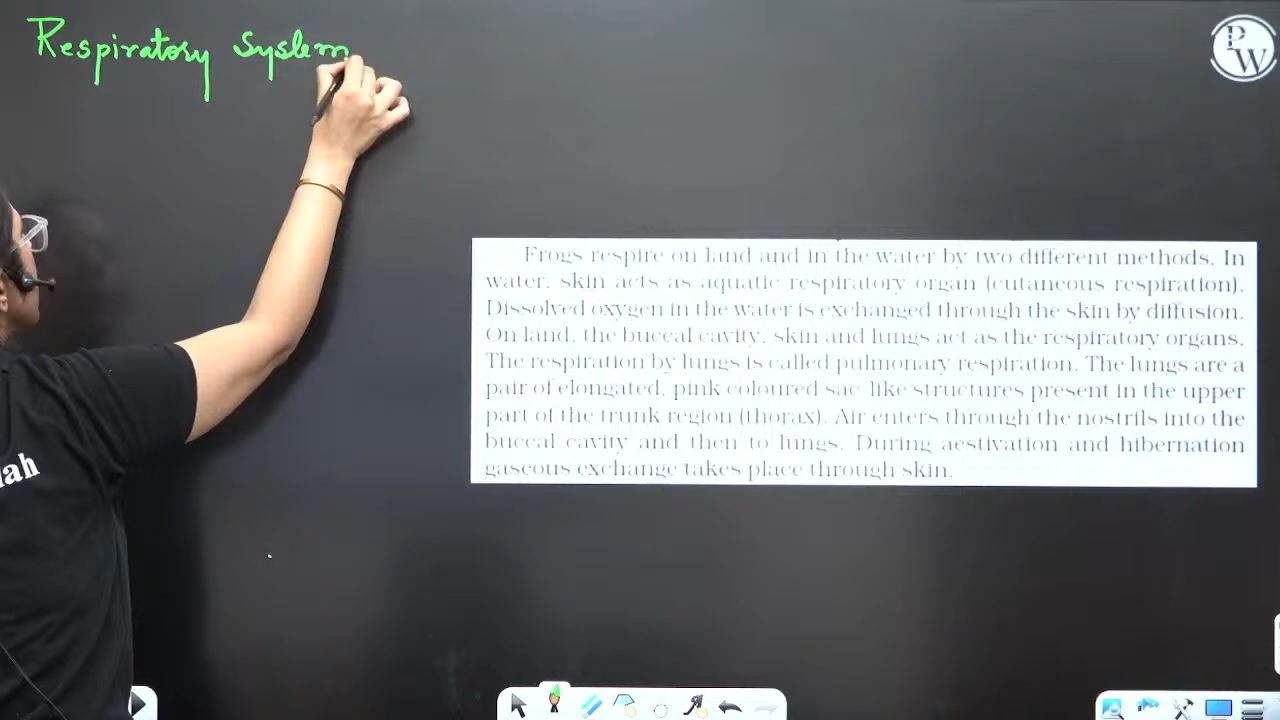 Respiratory System
PW
Frogs respire on land and in the water by two different methods. In
water, skin acts as aquatic respiratory organ (cutaneous respiration).
Dissolved oxygen in the water is exchanged through the skin by diffusion.
On land, the buccal cavity, skin and lungs act as the respiratory organs.
The respiration by lungs is called pulmonary respiration. The lungs are a
pair of elongated, pink coloured sac-like structures present in the upper
part of the trunk region (thorax). Air enters through the nostrils into the
buccal cavity and then to lungs. During aestivation and hibernation
gaseous exchange takes place through skin.